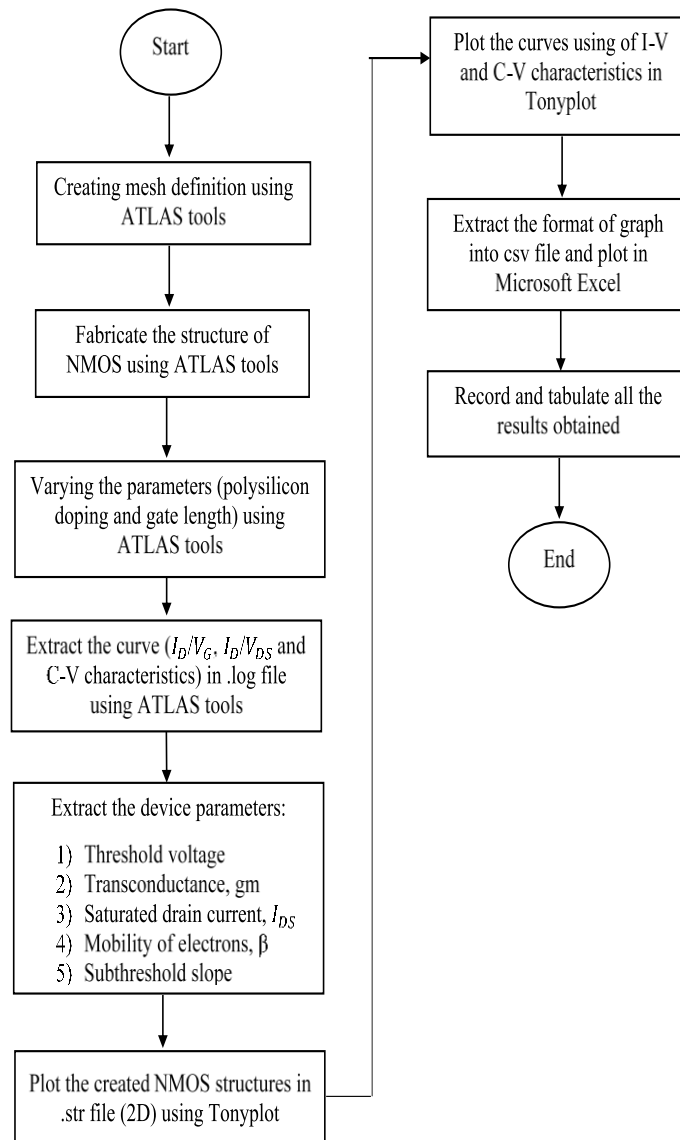 Start
Creating mesh definition using
ATLAS tools
Fabricate the structure of
NMOS using ATLAS tools
Varying the parameters (polysilicon
doping and gate length) using
ATLAS tools
Extract the curve (I_D/V_G, I_D/V_DS and
C-V characteristics) in .log file
using ATLAS tools
Extract the device parameters:
1) Threshold voltage
2) Transconductance, gm
3) Saturated drain current, I_DS
4) Mobility of electrons, β
5) Subthreshold slope
Plot the created NMOS structures in
.str file (2D) using Tonyplot
Plot the curves using of I-V
and C-V characteristics in
Tonyplot
Extract the format of graph
into csv file and plot in
Microsoft Excel
Record and tabulate all the
results obtained
End